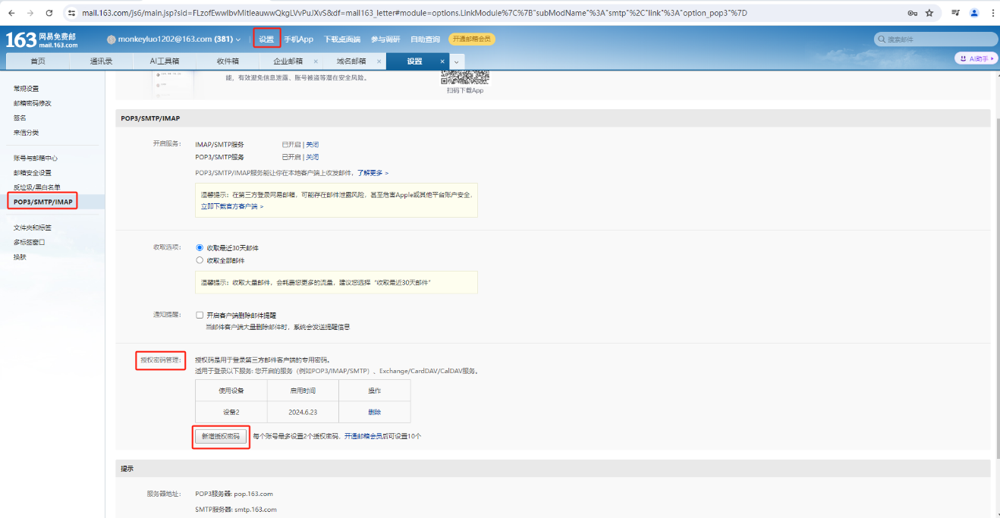 mail.163.com/js6/main.jsp?sid=FLzofEwwIbvMitleauwwQkgLVvPuJXvS&df=mail163_letter#module=options.LinkModule%7C%7B"subModName"%3A"smtp"%2C"link"%3A"option_pop3"%7D
163 网易免费邮 mail.163.com monkeyluo1202@163.com (381) 设置 手机App 下载桌面端 参与调研 自助查询 开通邮箱会员 搜索邮件
首页 通讯录 AI工具箱 收件箱 企业邮箱 × 域名邮箱 × 设置 × AI助手
能，有效避免信息泄露、账号被盗等潜在安全风险。
扫码下载App
常规设置
邮箱密码修改
签名
来信分类
账号与邮箱中心
邮箱安全设置
反垃圾/黑白名单
POP3/SMTP/IMAP
文件夹和标签
多标签窗口
换肤
POP3/SMTP/IMAP
开启服务： IMAP/SMTP服务 已开启 | 关闭
POP3/SMTP服务 已开启 | 关闭
POP3/SMTP/IMAP服务能让你在本地客户端上收发邮件，了解更多 >
温馨提示：在第三方登录网易邮箱，可能存在邮件泄露风险，甚至危害Apple或其他平台账户安全，
立即下载官方客户端 >
收取选项： 收取最近30天邮件
收取全部邮件
温馨提示：收取大量邮件，会耗费您更多的流量，建议您选择“收取最近30天邮件”
通知提醒： 开启客户端删除邮件提醒
当邮件客户端大量删除邮件时，系统会发送提醒信息
授权密码管理： 授权码是用于登录第三方邮件客户端的专用密码。
适用于登录以下服务: 您开启的服务（例如POP3/IMAP/SMTP）、Exchange/CardDAV/CalDAV服务。
使用设备 启用时间 操作
设备2 2024.6.23 删除
新增授权密码 每个账号最多设置2个授权密码，开通邮箱会员后可设置10个
提示
服务器地址： POP3服务器: pop.163.com
SMTP服务器: smtp.163.com